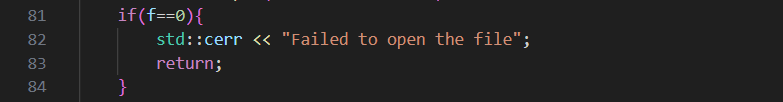 81 if(f==0){
82 std::cerr << "Failed to open the file";
83 return;
84 }